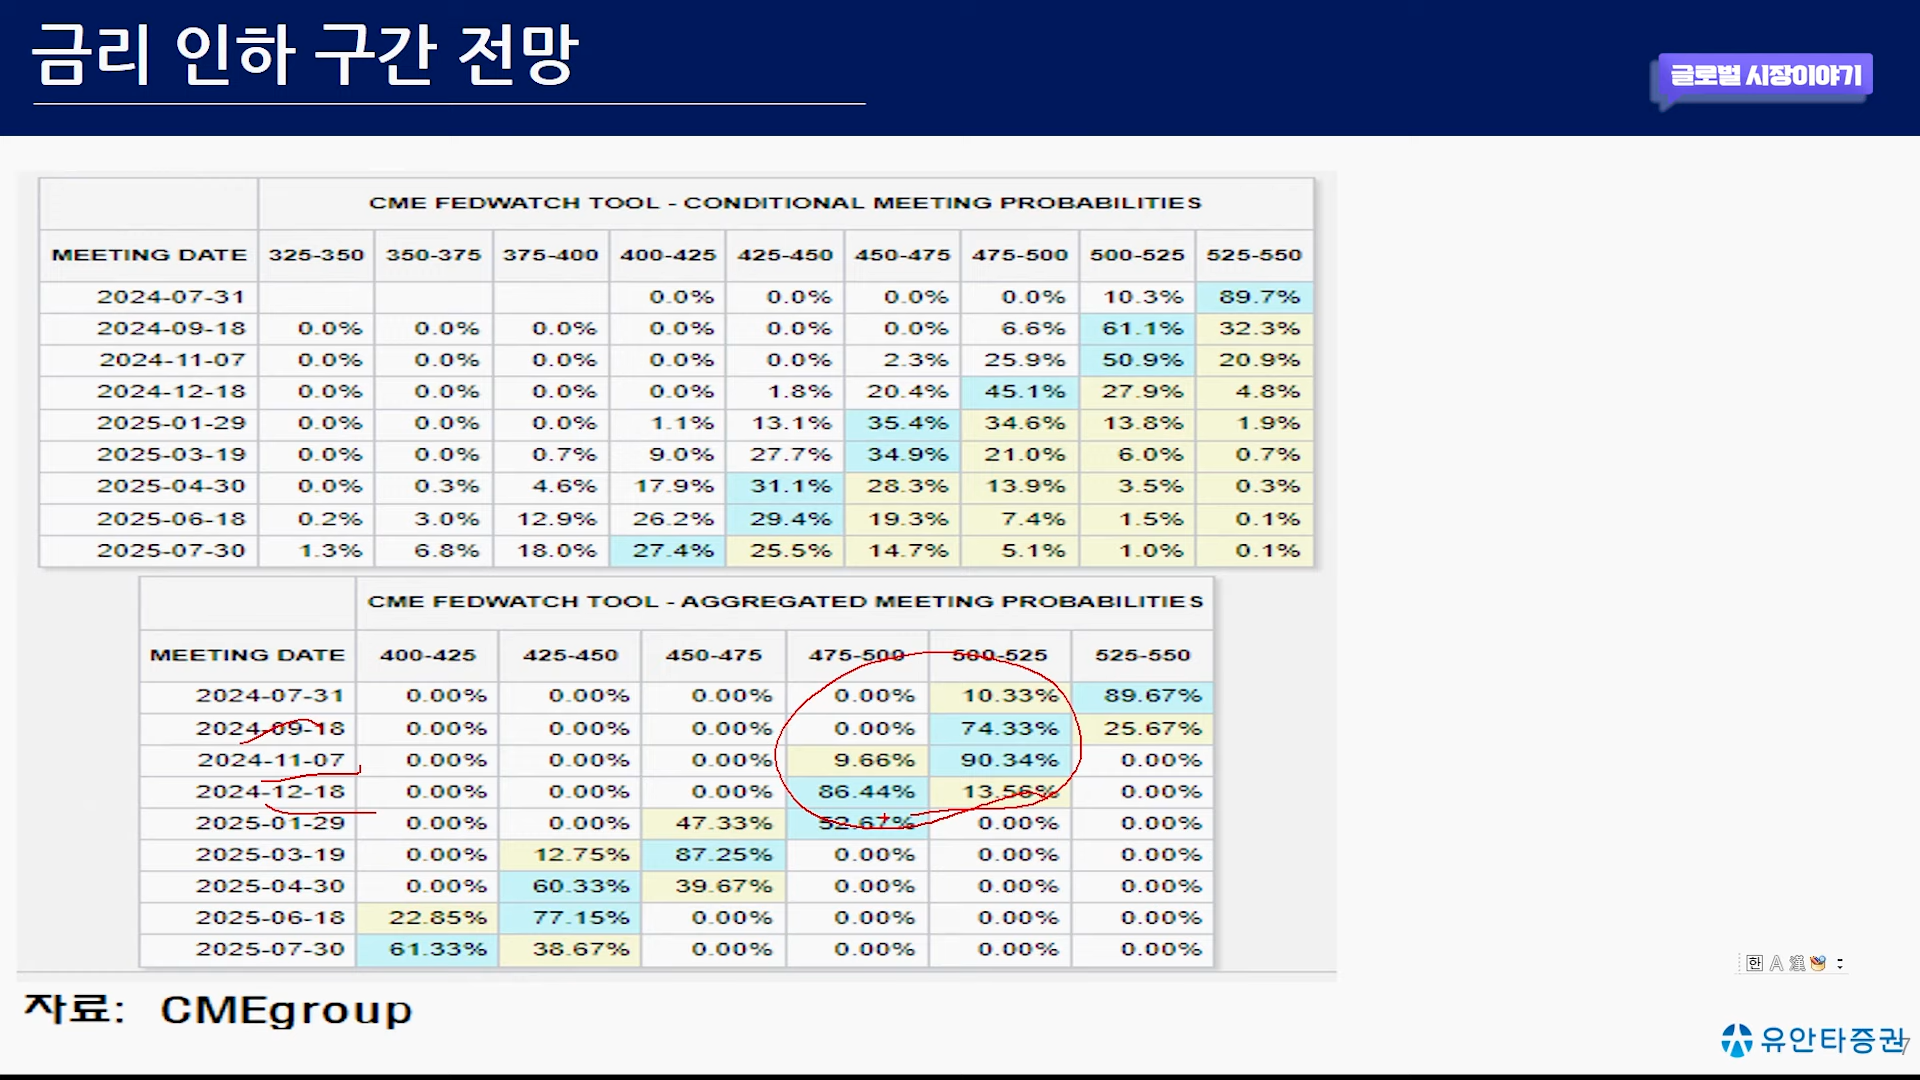 금리 인하 구간 전망
글로벌 시장이야기
CME FEDWATCH TOOL - CONDITIONAL MEETING PROBABILITIES
MEETING DATE 325-350 350-375 375-400 400-425 425-450 450-475 475-500 500-525 525-550
2024-07-31 0.0% 0.0% 0.0% 0.0% 10.3% 89.7%
2024-09-18 0.0% 0.0% 0.0% 0.0% 0.0% 0.0% 6.6% 61.1% 32.3%
2024-11-07 0.0% 0.0% 0.0% 0.0% 0.0% 2.3% 25.9% 50.9% 20.9%
2024-12-18 0.0% 0.0% 0.0% 0.0% 1.8% 20.4% 45.1% 27.9% 4.8%
2025-01-29 0.0% 0.0% 0.0% 1.1% 13.1% 35.4% 34.6% 13.8% 1.9%
2025-03-19 0.0% 0.0% 0.7% 9.0% 27.7% 34.9% 21.0% 6.0% 0.7%
2025-04-30 0.0% 0.3% 4.6% 17.9% 31.1% 28.3% 13.9% 3.5% 0.3%
2025-06-18 0.2% 3.0% 12.9% 26.2% 29.4% 19.3% 7.4% 1.5% 0.1%
2025-07-30 1.3% 6.8% 18.0% 27.4% 25.5% 14.7% 5.1% 1.0% 0.1%
CME FEDWATCH TOOL - AGGREGATED MEETING PROBABILITIES
MEETING DATE 400-425 425-450 450-475 475-500 500-525 525-550
2024-07-31 0.00% 0.00% 0.00% 0.00% 10.33% 89.67%
2024-09-18 0.00% 0.00% 0.00% 0.00% 74.33% 25.67%
2024-11-07 0.00% 0.00% 0.00% 9.66% 90.34% 0.00%
2024-12-18 0.00% 0.00% 0.00% 86.44% 13.56% 0.00%
2025-01-29 0.00% 0.00% 47.33% 52.67% 0.00% 0.00%
2025-03-19 0.00% 12.75% 87.25% 0.00% 0.00% 0.00%
2025-04-30 0.00% 60.33% 39.67% 0.00% 0.00% 0.00%
2025-06-18 22.85% 77.15% 0.00% 0.00% 0.00% 0.00%
2025-07-30 61.33% 38.67% 0.00% 0.00% 0.00% 0.00%
한 A 漢
자료: CMEgroup
유안타증권 7